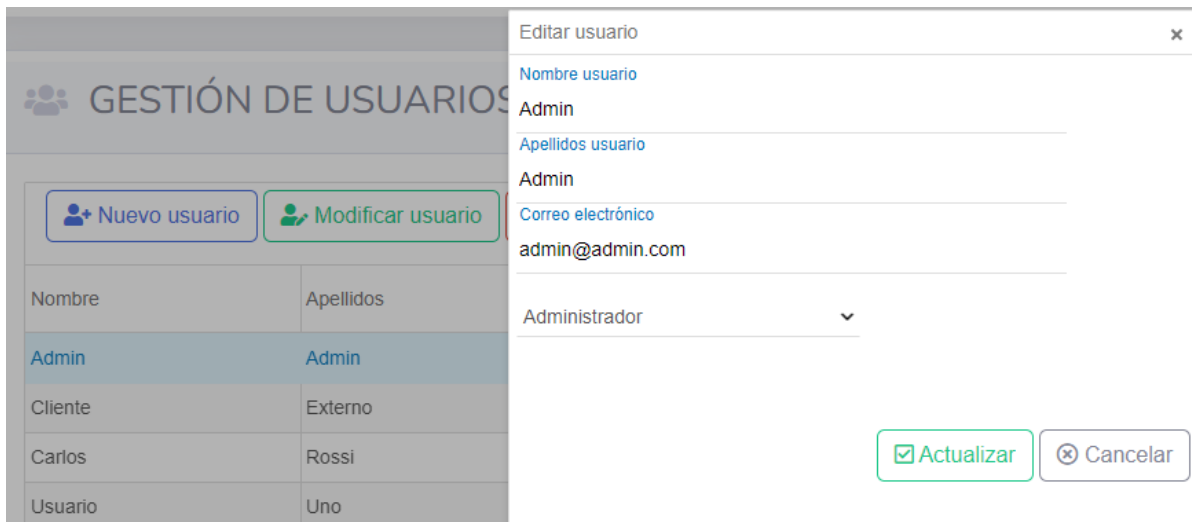 Editar usuario
GESTIÓN DE USUARIOS
Nombre usuario
Admin
Apellidos usuario
Admin
Correo electrónico
admin@admin.com
Administrador
Actualizar Cancelar
Nuevo usuario Modificar usuario
Nombre Apellidos
Admin Admin
Cliente Externo
Carlos Rossi
Usuario Uno